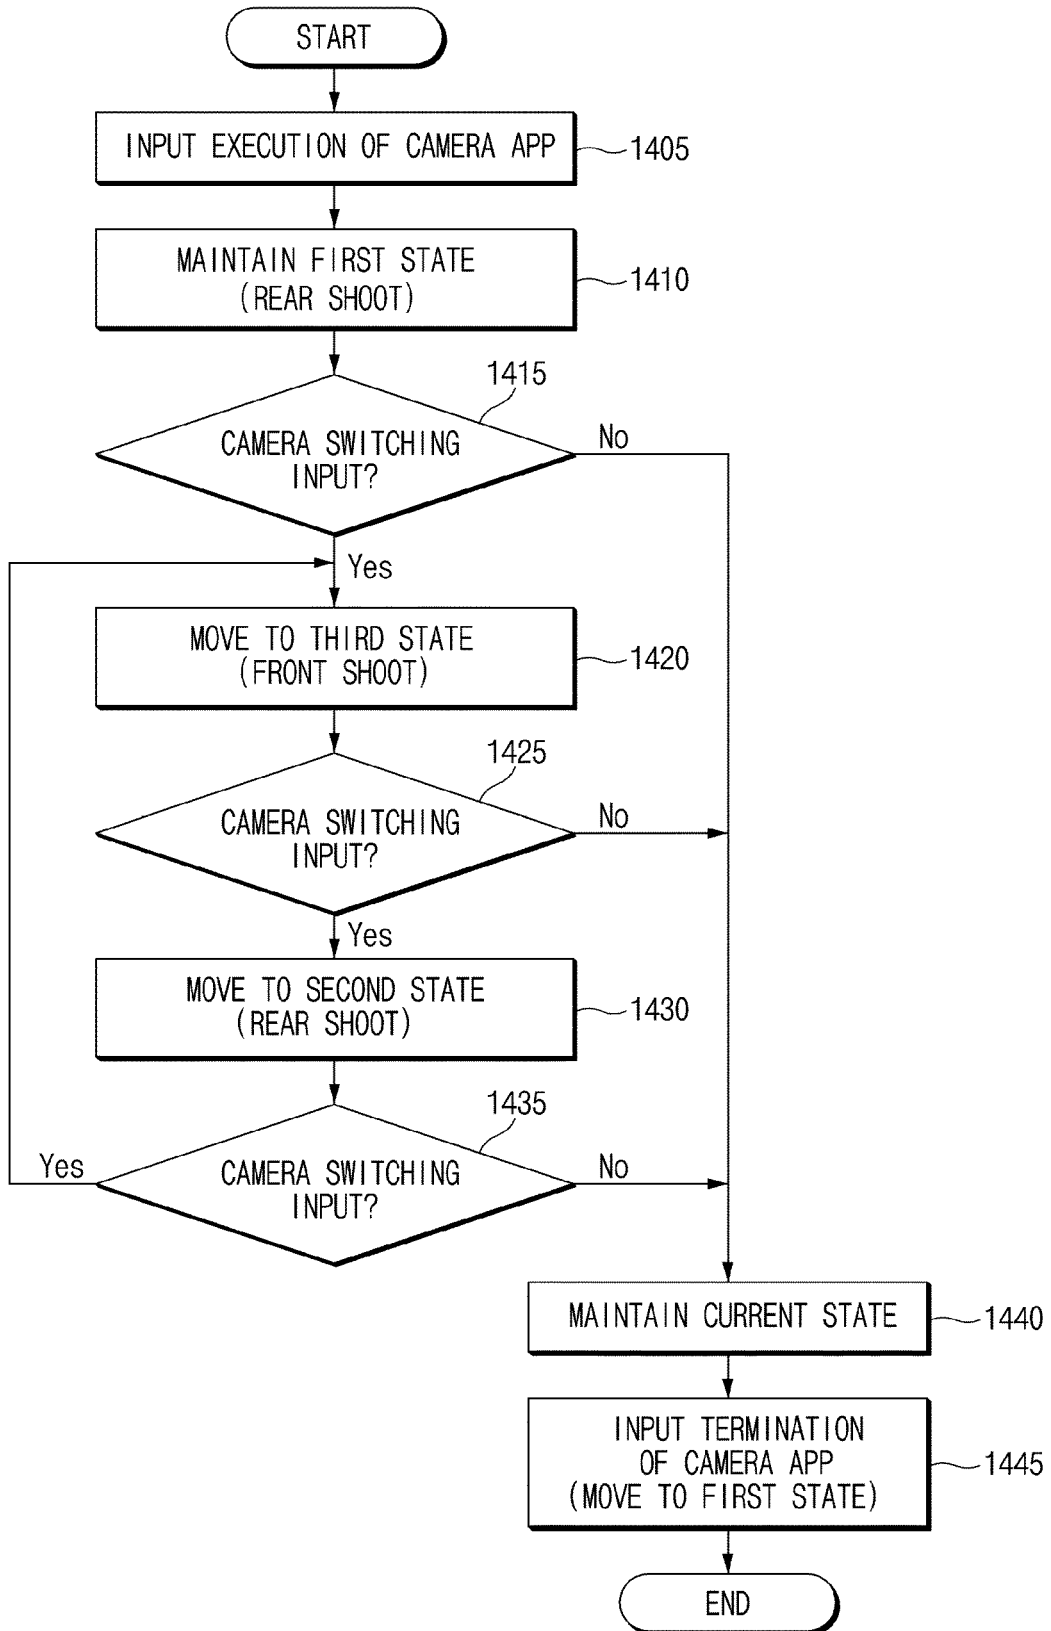 START
INPUT EXECUTION OF CAMERA APP
1405
MAINTAIN FIRST STATE
(REAR SHOOT)
1410
1415
CAMERA SWITCHING
INPUT?
No
Yes
MOVE TO THIRD STATE
(FRONT SHOOT)
1420
1425
CAMERA SWITCHING
INPUT?
No
Yes
MOVE TO SECOND STATE
(REAR SHOOT)
1430
1435
Yes
CAMERA SWITCHING
INPUT?
No
MAINTAIN CURRENT STATE
1440
INPUT TERMINATION
OF CAMERA APP
(MOVE TO FIRST STATE)
1445
END